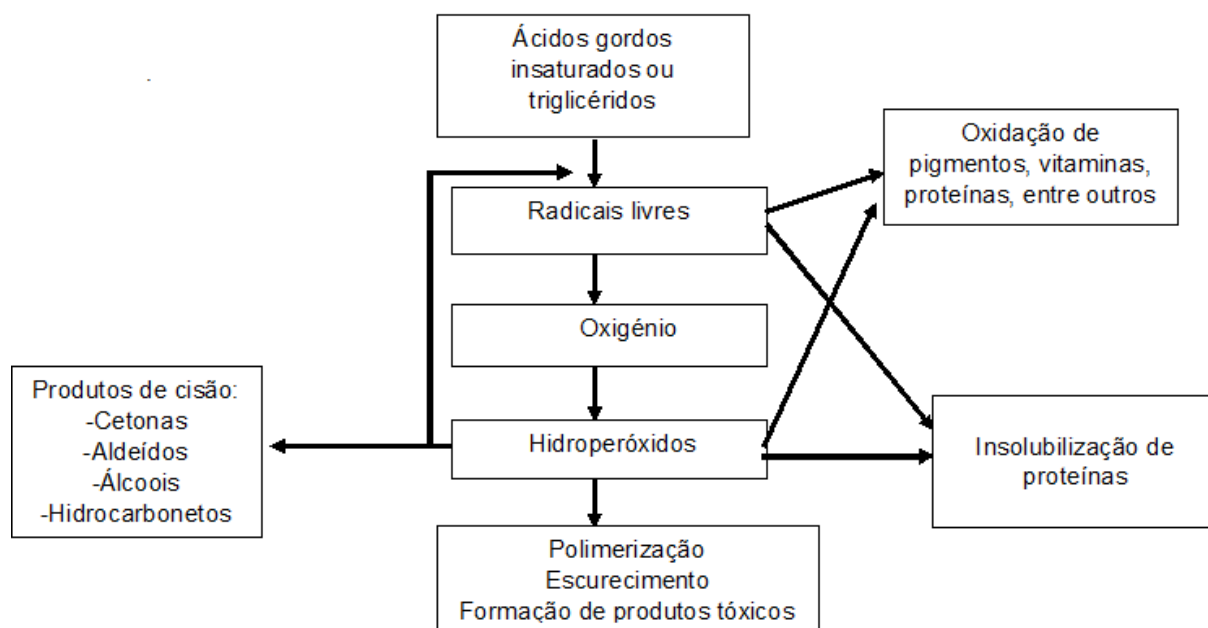 Ácidos gordos
insaturados ou
triglicéridos
Oxidação de
pigmentos, vitaminas,
proteínas, entre outros
Radicais livres
Oxigénio
Produtos de cisão:
-Cetonas
-Aldeídos
-Álcoois
-Hidrocarbonetos
Hidroperóxidos
Insolubilização de
proteínas
Polimerização
Escurecimento
Formação de produtos tóxicos